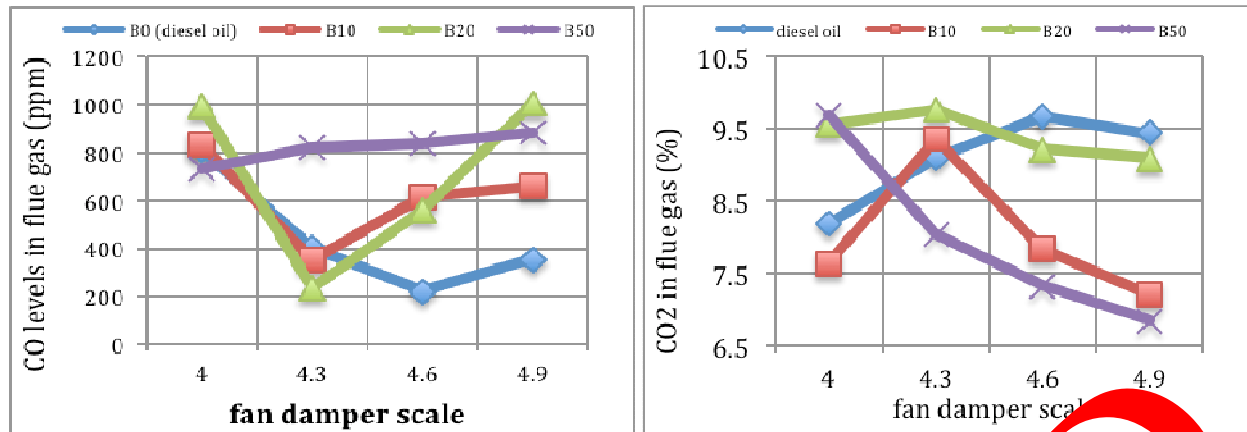 B0 (diesel oil) B10 B20 B50
CO levels in flue gas (ppm)
1200
1000
800
600
400
200
0
4 4.3 4.6 4.9
fan damper scale
diesel oil B10 B20 B50
CO2 in flue gas (%)
10.5
9.5
8.5
7.5
6.5
4 4.3 4.6 4.9
fan damper